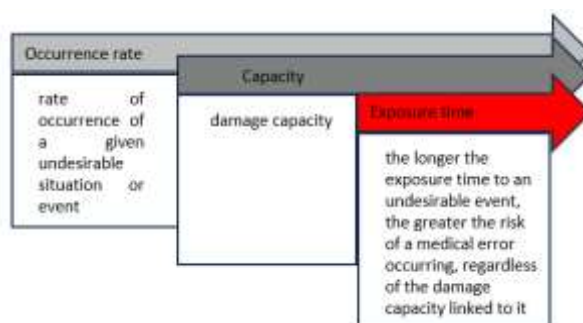 Occurrence rate
rate of
occurrence of
a given
undesirable
situation or
event
Capacity
damage capacity
Exposure time
the longer the
exposure time to an
undesirable event,
the greater the risk
of a medical error
occurring, regardless
of the damage
capacity linked to it